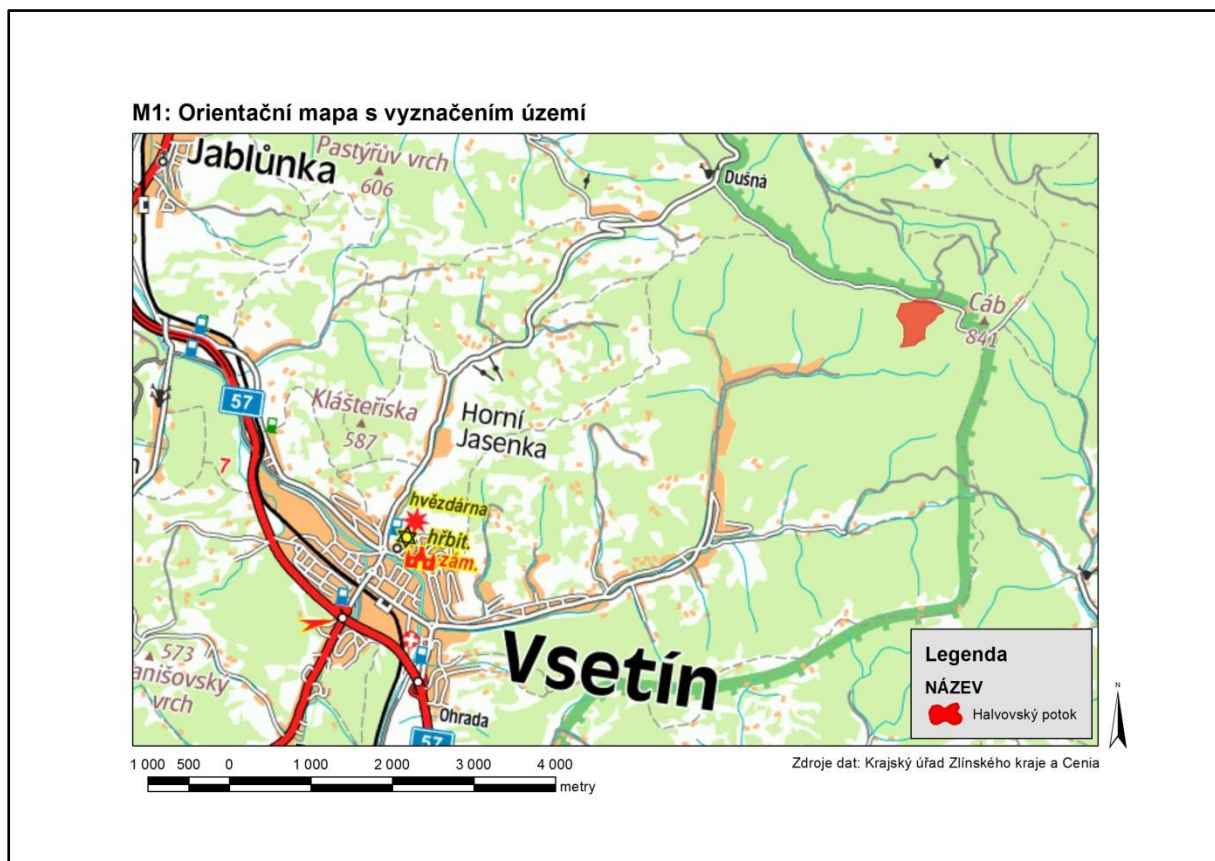 M1: Orientační mapa s vyznačením území
Jablůnka
Pastýřův vrch
606
Dušná
Cáb
841
57
Klášteřiska
587
Horní
Jasenka
7
hvězdárna
hřbit.
zám.
573
anišovský
vrch
Vsetín
Ohrada
57
Legenda
NÁZEV
Halvovský potok
N
1 000 500 0 1 000 2 000 3 000 4 000
metry
Zdroje dat: Krajský úřad Zlínského kraje a Cenia